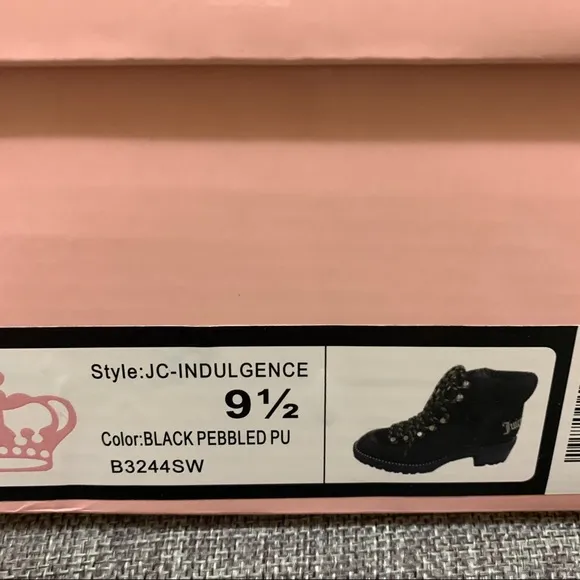 Style:JC-INDULGENCE
9½
Color:BLACK PEBBLED PU
B3244SW